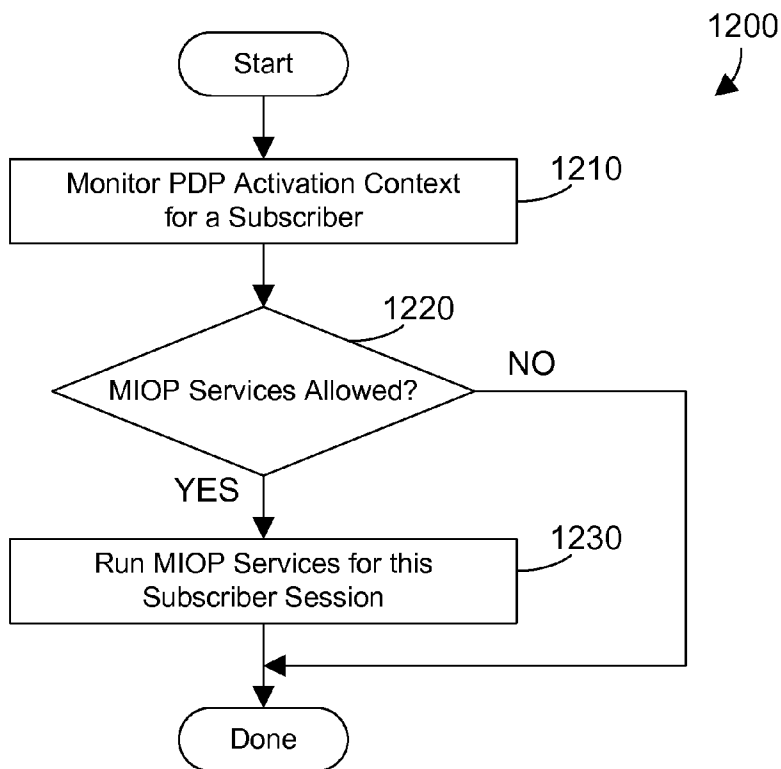 1200
Start
1210
Monitor PDP Activation Context
for a Subscriber
1220
MIOP Services Allowed?
NO
YES
1230
Run MIOP Services for this
Subscriber Session
Done